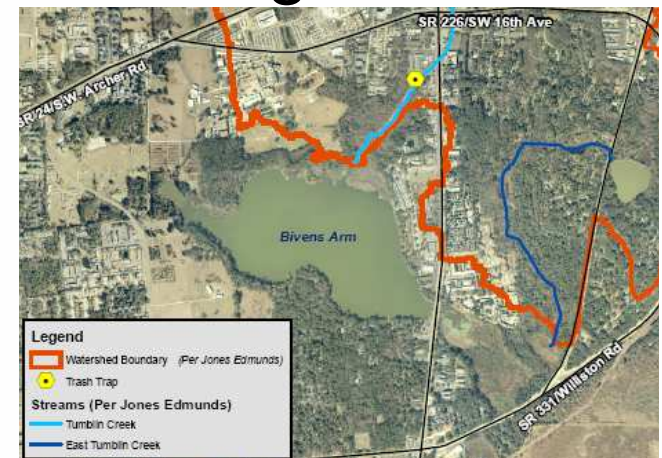 SR 226/SW 16th Ave
SR 24/S.W. Archer Rd
Bivens Arm
SR 331/Williston Rd
Legend
Watershed Boundary (Per Jones Edmunds)
Trash Trap
Streams (Per Jones Edmunds)
Tumblin Creek
East Tumblin Creek